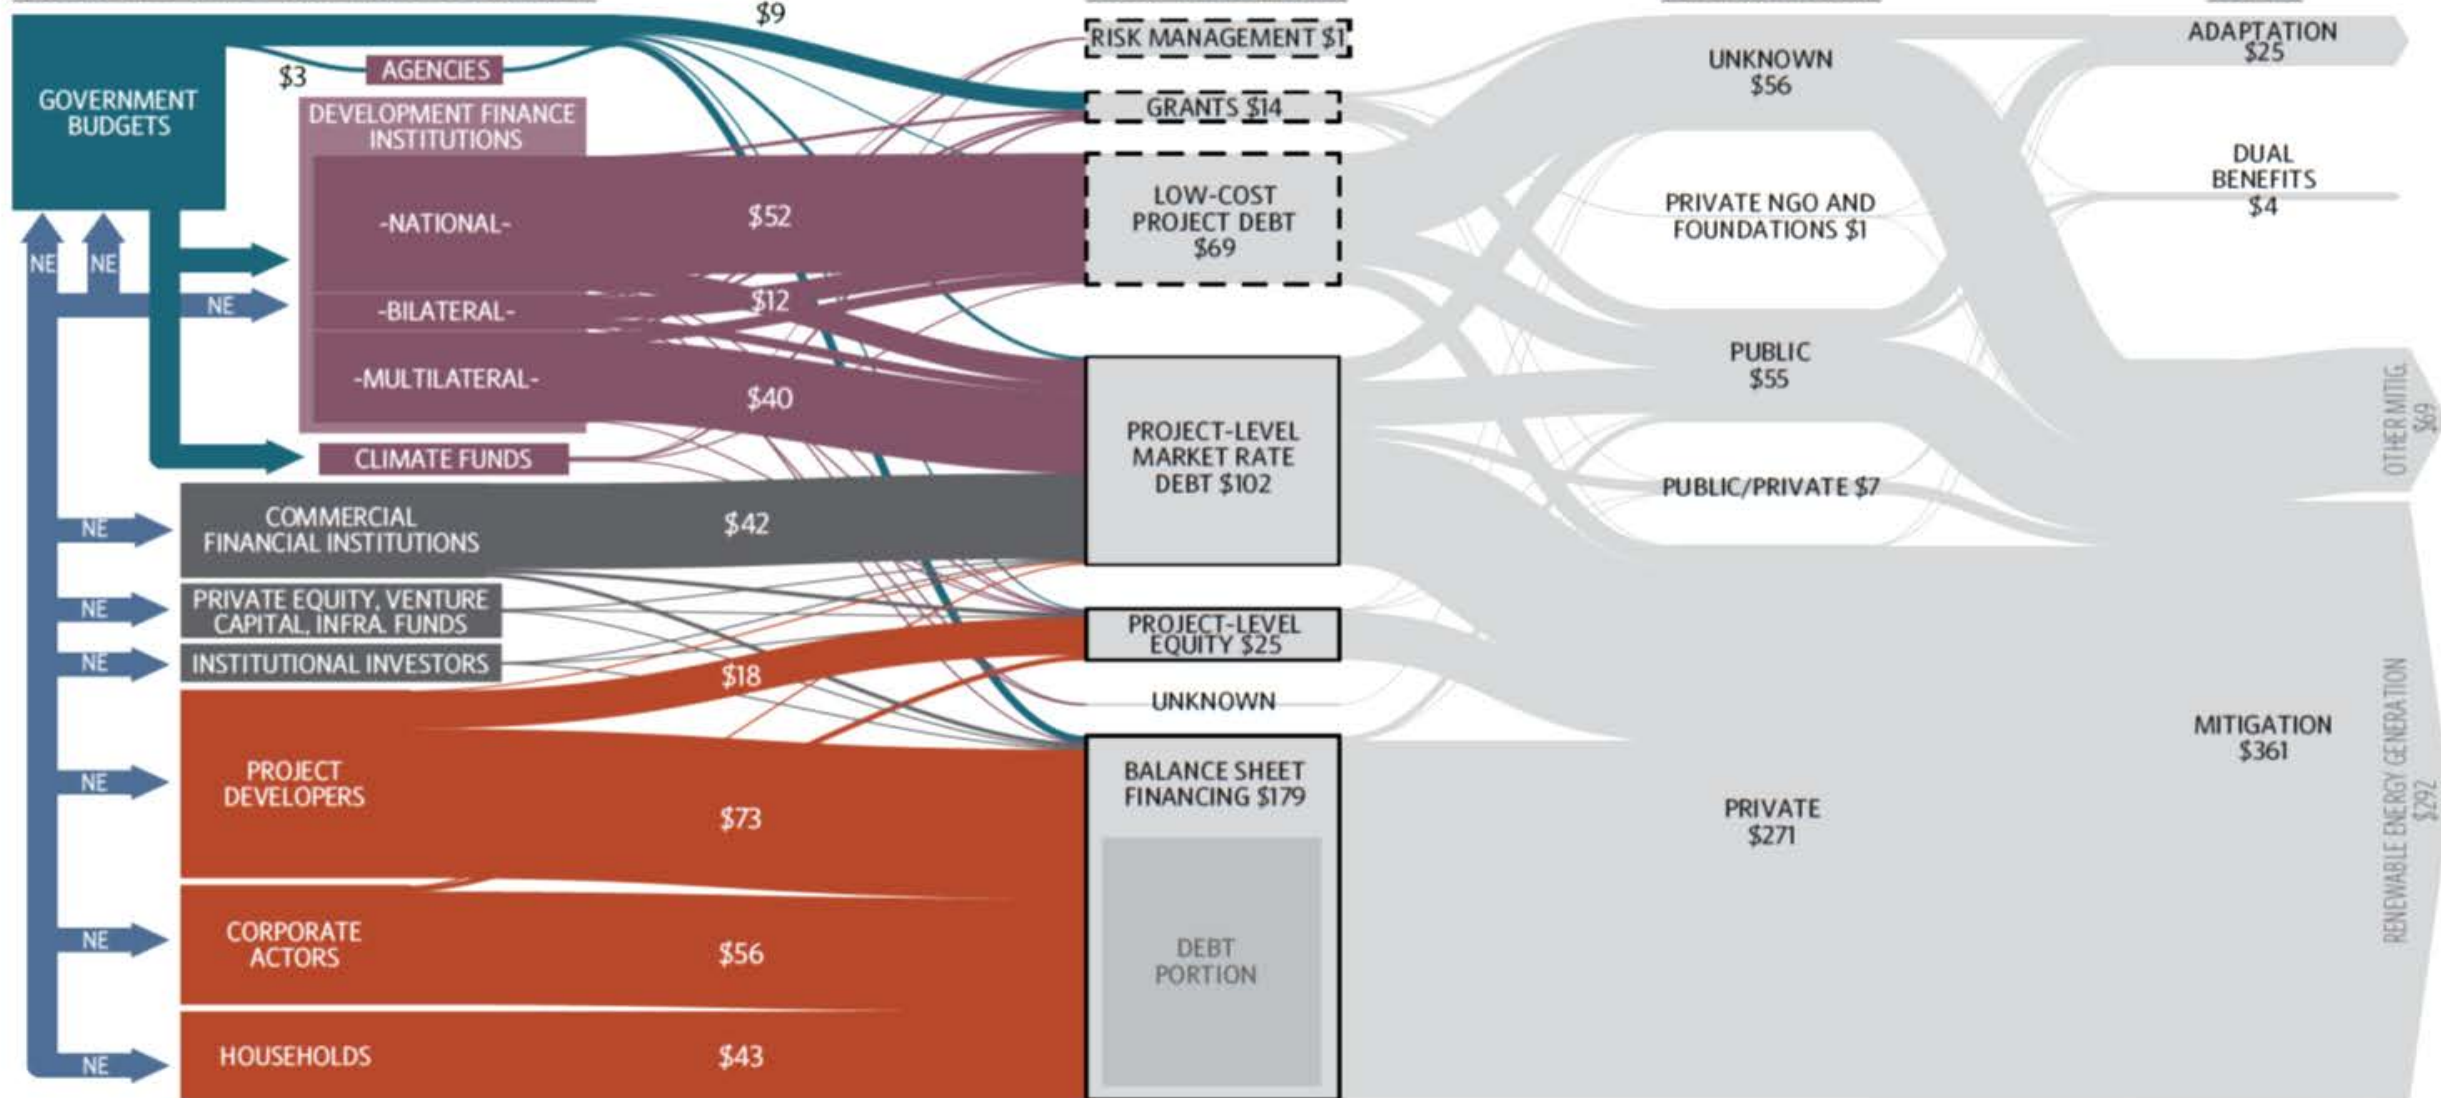 $9
$3
AGENCIES
GOVERNMENT
BUDGETS
DEVELOPMENT FINANCE
INSTITUTIONS
-NATIONAL-
$52
NE
NE
NE
-BILATERAL-
$12
-MULTILATERAL-
$40
CLIMATE FUNDS
NE
COMMERCIAL
FINANCIAL INSTITUTIONS
$42
NE
PRIVATE EQUITY, VENTURE
CAPITAL, INFRA. FUNDS
NE
INSTITUTIONAL INVESTORS
$18
NE
PROJECT
DEVELOPERS
$73
NE
CORPORATE
ACTORS
$56
NE
HOUSEHOLDS
$43
RISK MANAGEMENT $1
GRANTS $14
LOW-COST
PROJECT DEBT
$69
PROJECT-LEVEL
MARKET RATE
DEBT $102
PROJECT-LEVEL
EQUITY $25
UNKNOWN
BALANCE SHEET
FINANCING $179
DEBT
PORTION
UNKNOWN
$56
PRIVATE NGO AND
FOUNDATIONS $1
PUBLIC
$55
PUBLIC/PRIVATE $7
PRIVATE
$271
ADAPTATION
$25
DUAL
BENEFITS
$4
MITIGATION
$361
OTHER MITIG.
$69
RENEWABLE ENERGY GENERATION
$292